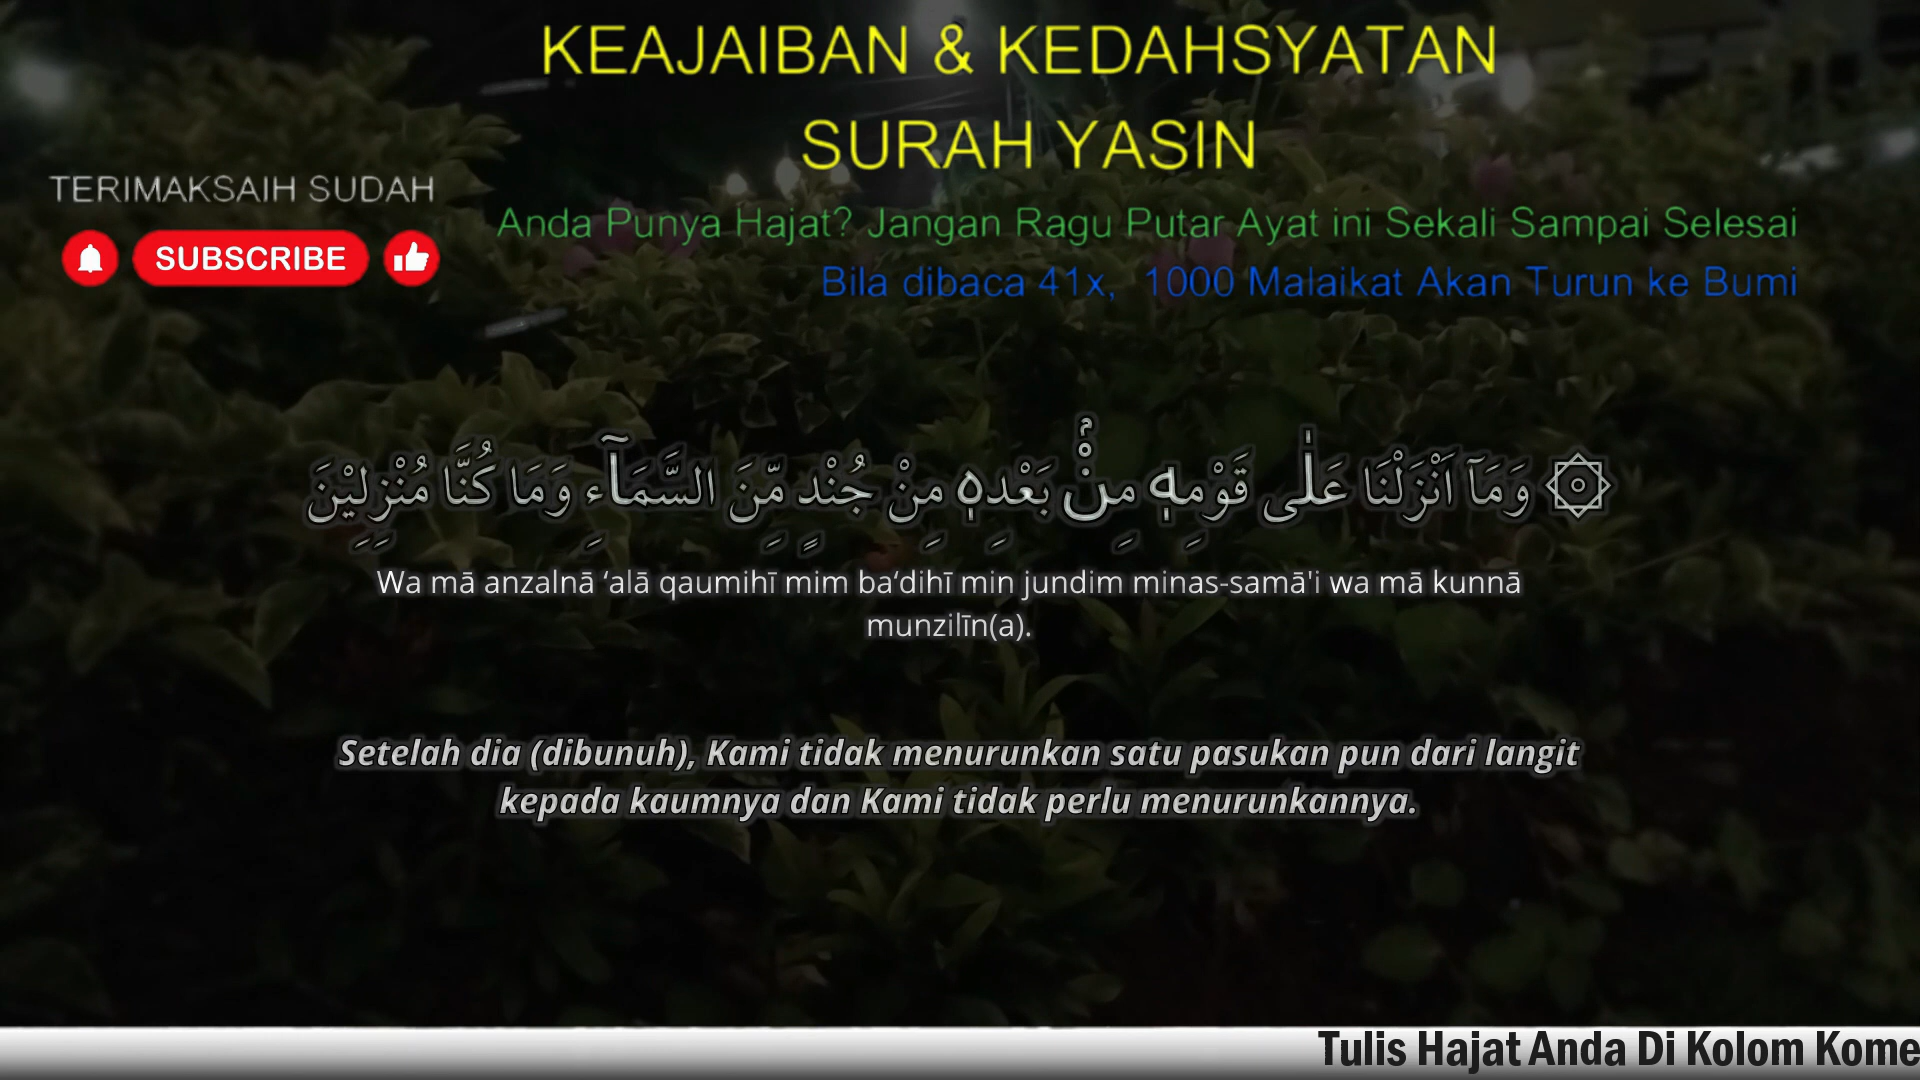 KEAJAIBAN & KEDAHSYATAN
SURAH YASIN
TERIMAKSAIH SUDAH
SUBSCRIBE
Anda Punya Hajat? Jangan Ragu Putar Ayat ini Sekali Sampai Selesai
Bila dibaca 41x, 1000 Malaikat Akan Turun ke Bumi
۞ وَمَآ اَنْزَلْنَا عَلٰى قَوْمِهٖ مِنْۢ بَعْدِهٖ مِنْ جُنْدٍ مِّنَ السَّمَاۤءِ وَمَا كُنَّا مُنْزِلِيْنَ
Wa mā anzalnā ‘alā qaumihī mim ba‘dihī min jundim minas-samā'i wa mā kunnā
munzilīn(a).
Setelah dia (dibunuh), Kami tidak menurunkan satu pasukan pun dari langit
kepada kaumnya dan Kami tidak perlu menurunkannya.
Tulis Hajat Anda Di Kolom Kome